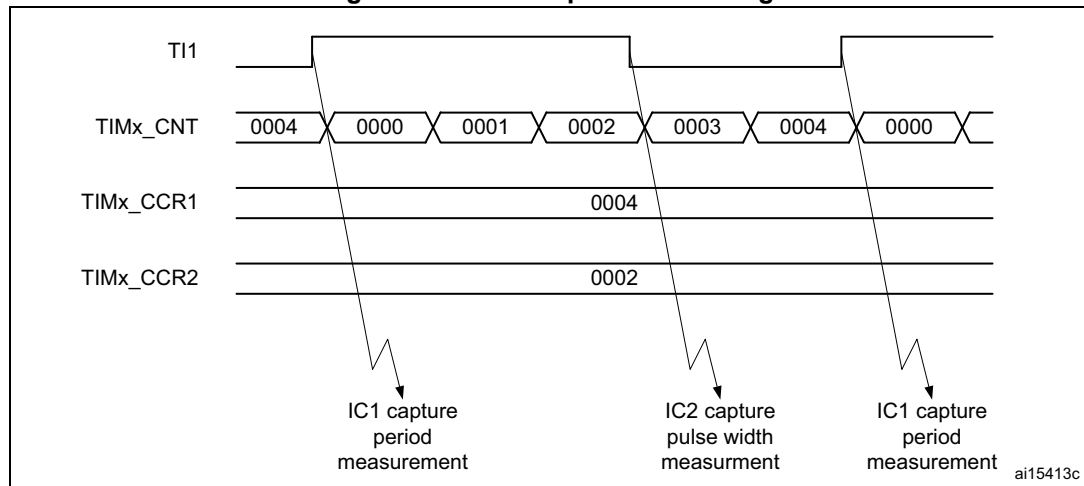 TI1
TIMx_CNT 0004 0000 0001 0002 0003 0004 0000
TIMx_CCR1 0004
TIMx_CCR2 0002
IC1 capture
period
measurement
IC2 capture
pulse width
measurment
IC1 capture
period
measurement
ai15413c